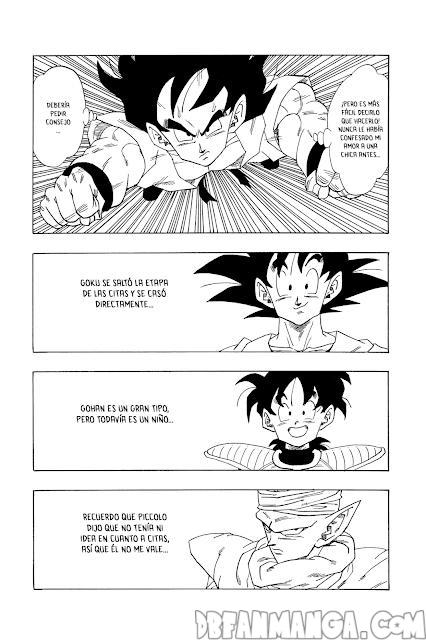 DEBERÍA
PEDIR
CONSEJO
...
¡PERO ES MÁS
FÁCIL DECIRLO
QUE HACERLO!
NUNCA LE HABÍA
CONFESADO MI
AMOR A UNA
CHICA ANTES...
GOKU SE SALTÓ LA ETAPA
DE LAS CITAS Y SE CASÓ
DIRECTAMENTE...
GOHAN ES UN GRAN TIPO,
PERO TODAVÍA ES UN NIÑO...
RECUERDO QUE PICCOLO
DIJO QUE NO TENÍA NI
IDEA EN CUANTO A CITAS,
ASÍ QUE ÉL NO ME VALE...
DBFANMANGA.COM